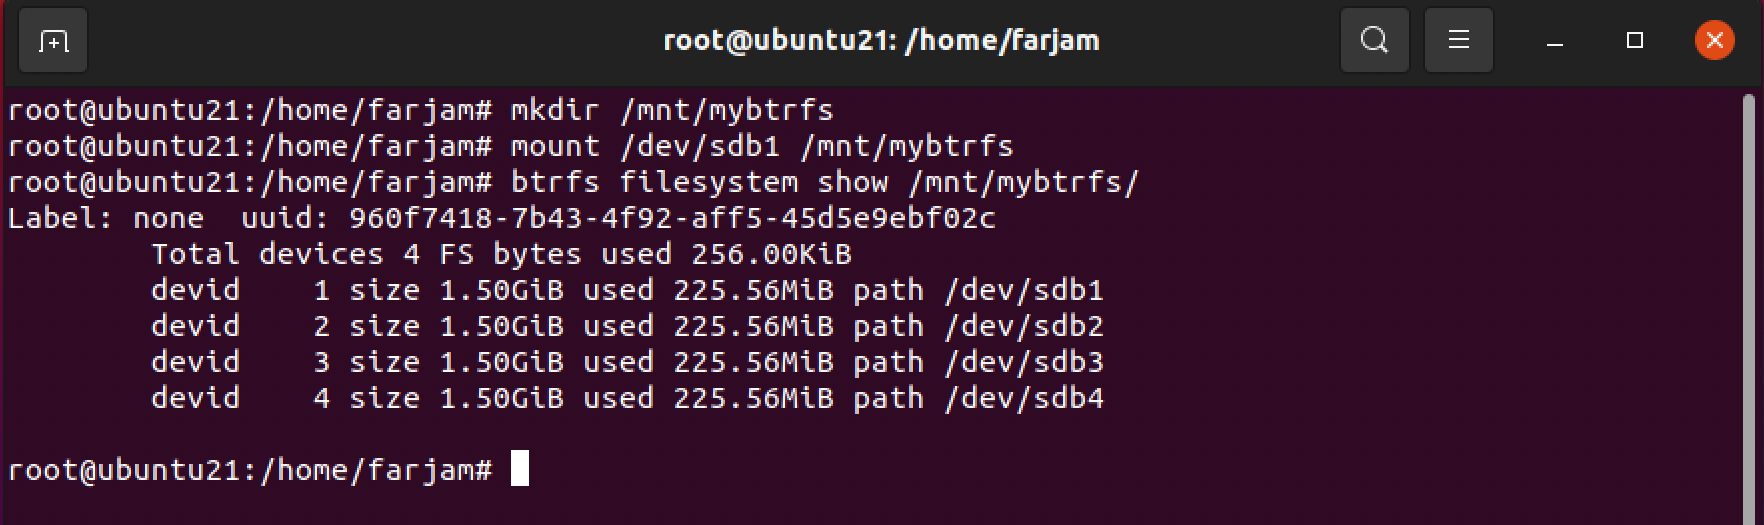 root@ubuntu21: /home/farjam
root@ubuntu21:/home/farjam# mkdir /mnt/mybtrfs
root@ubuntu21:/home/farjam# mount /dev/sdb1 /mnt/mybtrfs
root@ubuntu21:/home/farjam# btrfs filesystem show /mnt/mybtrfs/
Label: none  uuid: 960f7418-7b43-4f92-aff5-45d5e9ebf02c
        Total devices 4 FS bytes used 256.00KiB
        devid    1 size 1.50GiB used 225.56MiB path /dev/sdb1
        devid    2 size 1.50GiB used 225.56MiB path /dev/sdb2
        devid    3 size 1.50GiB used 225.56MiB path /dev/sdb3
        devid    4 size 1.50GiB used 225.56MiB path /dev/sdb4
root@ubuntu21:/home/farjam#